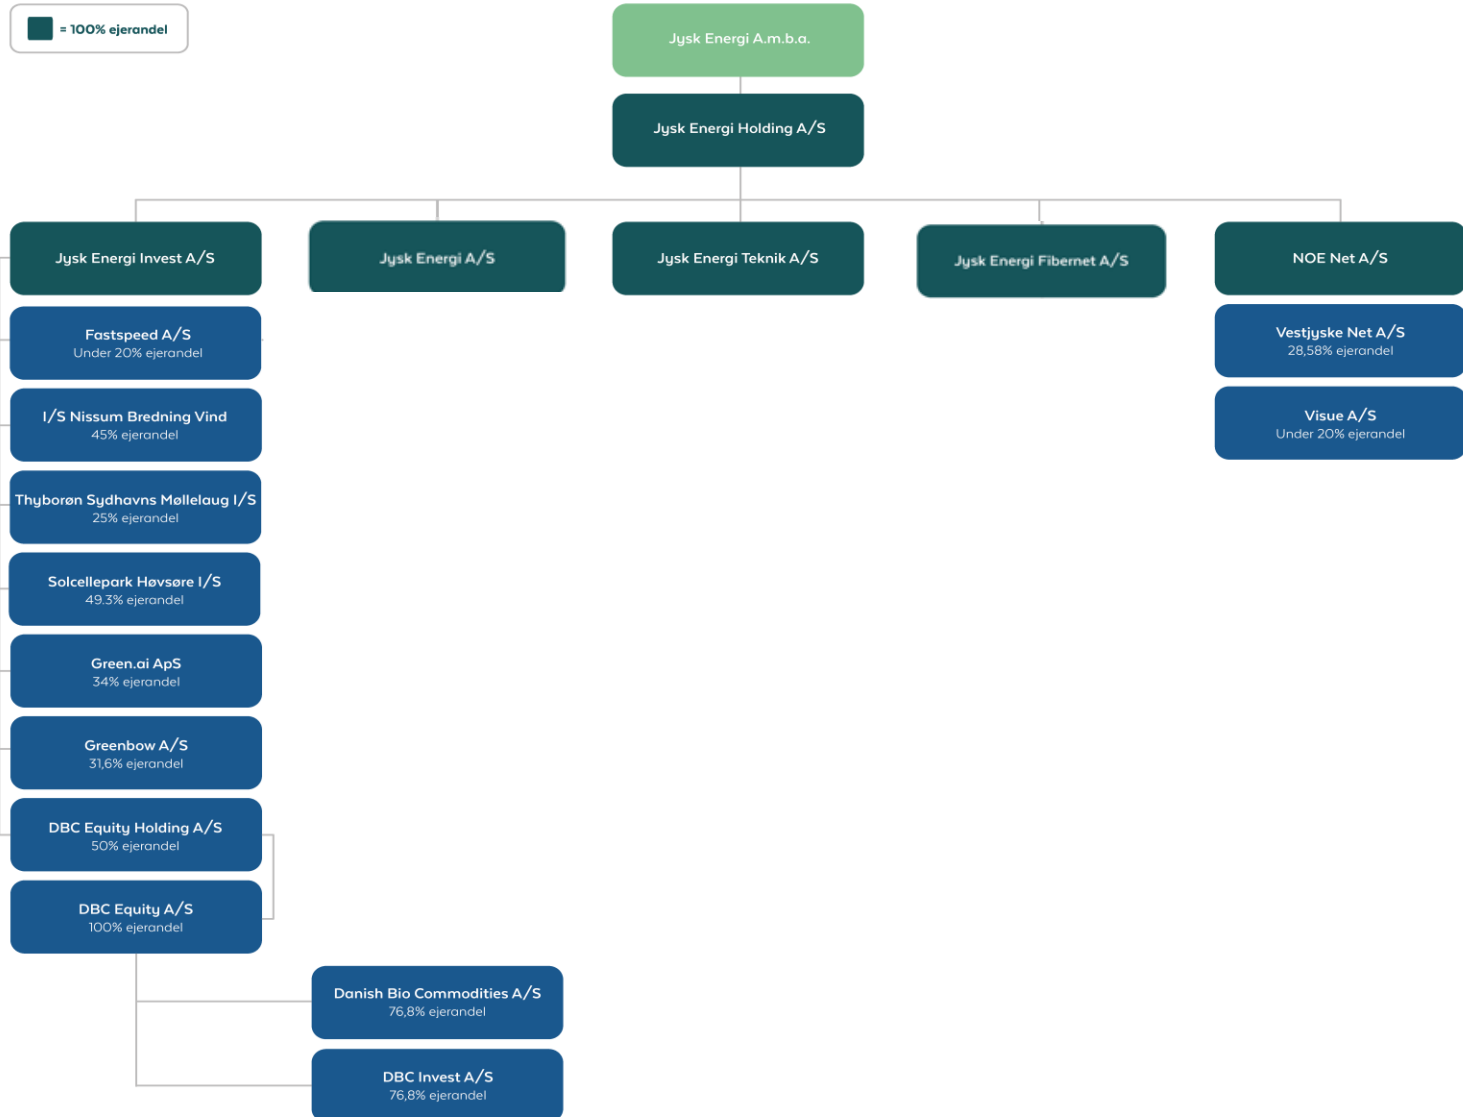 = 100% ejerandel
Jysk Energi A.m.b.a.
Jysk Energi Holding A/S
Jysk Energi Invest A/S
Jysk Energi A/S
Jysk Energi Teknik A/S
Jysk Energi Fibernet A/S
NOE Net A/S
Fastspeed A/S
Under 20% ejerandel
I/S Nissum Bredning Vind
45% ejerandel
Thyborøn Sydhavns Møllelaug I/S
25% ejerandel
Solcellepark Høvsøre I/S
49.3% ejerandel
Green.ai ApS
34% ejerandel
Greenbow A/S
31,6% ejerandel
DBC Equity Holding A/S
50% ejerandel
DBC Equity A/S
100% ejerandel
Danish Bio Commodities A/S
76,8% ejerandel
DBC Invest A/S
76,8% ejerandel
Vestjyske Net A/S
28,58% ejerandel
Visue A/S
Under 20% ejerandel